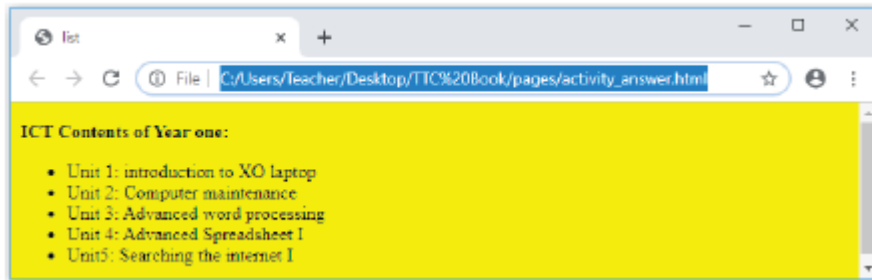 list
File | C:/Users/Teacher/Desktop/TTC%20Book/pages/activity_answer.html
ICT Contents of Year one:
• Unit 1: introduction to XO laptop
• Unit 2: Computer maintenance
• Unit 3: Advanced word processing
• Unit 4: Advanced Spreadsheet I
• Unit5: Searching the internet I